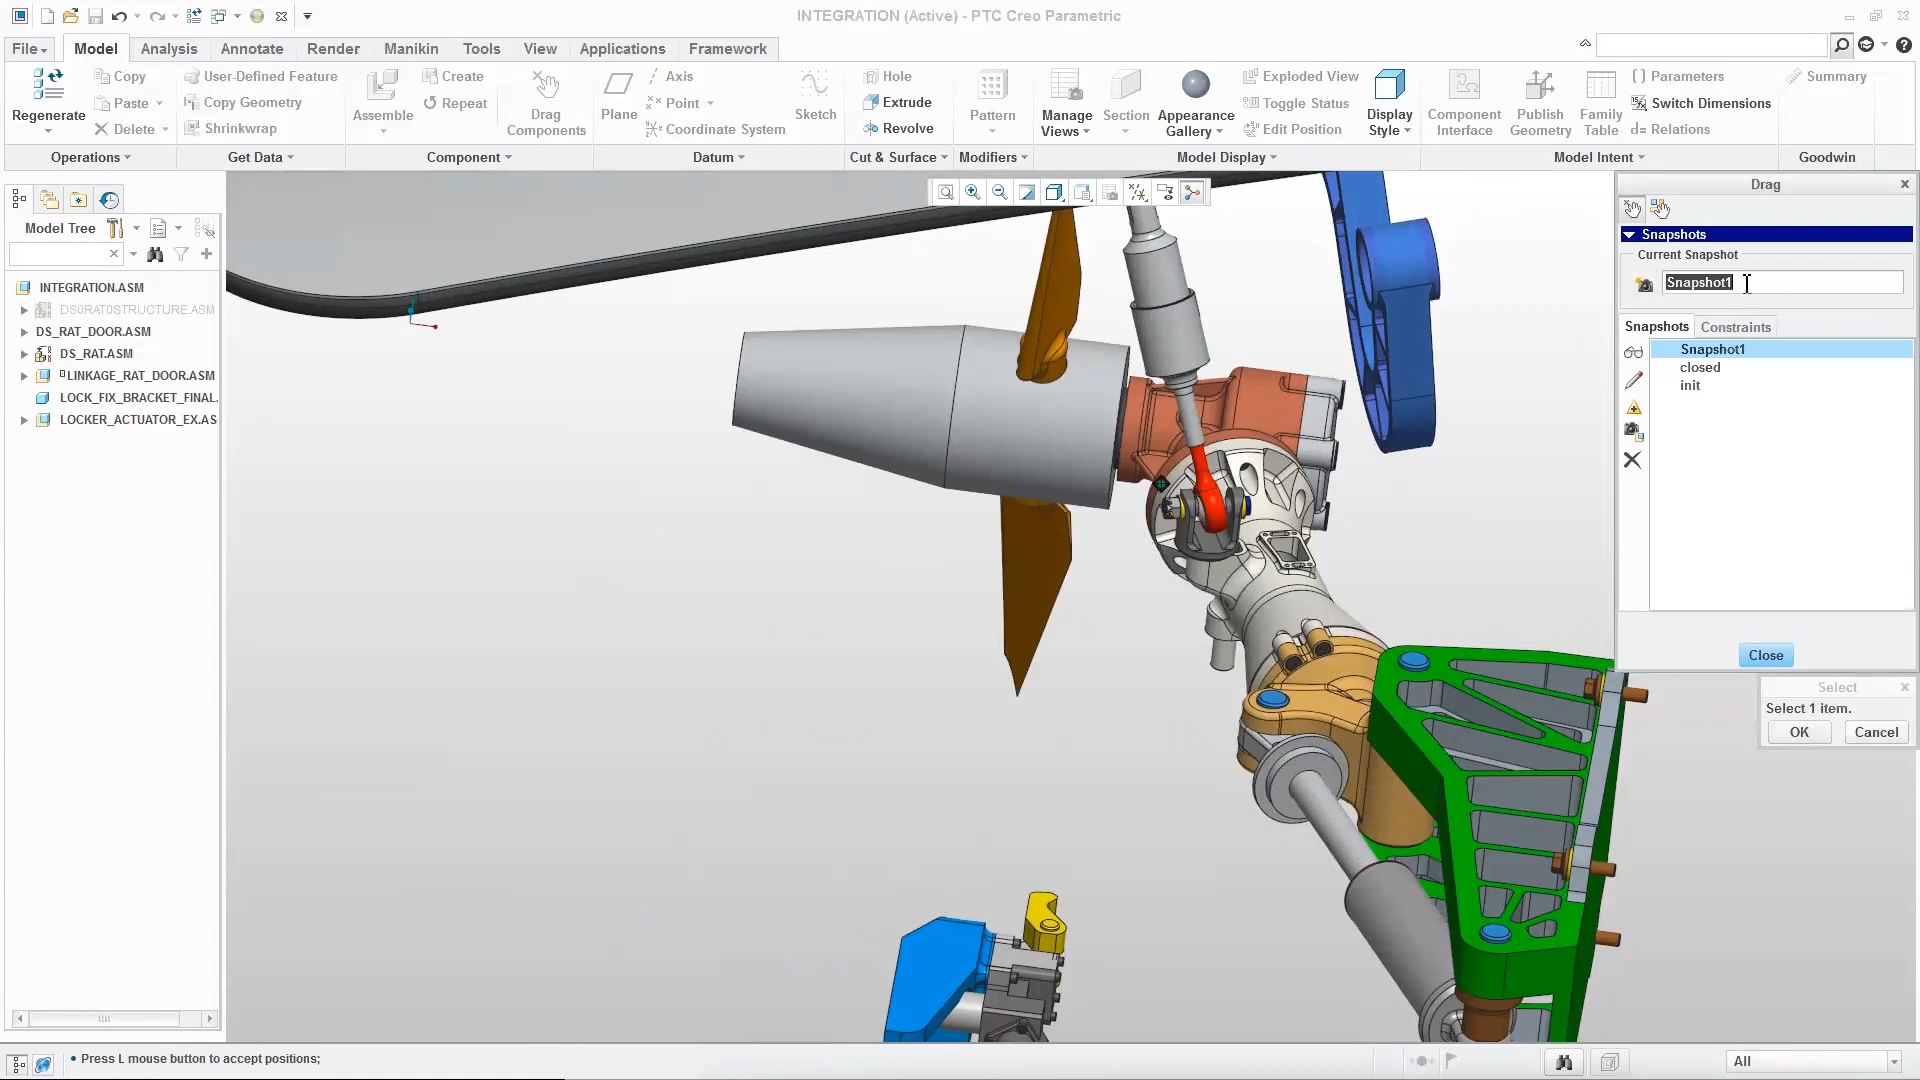 INTEGRATION (Active) - PTC Creo Parametric
File Model Analysis Annotate Render Manikin Tools View Applications Framework
Regenerate
Copy
Paste
Delete
User-Defined Feature
Copy Geometry
Shrinkwrap
Assemble
Create
Repeat
Drag
Components
Plane
Axis
Point
Coordinate System
Sketch
Hole
Extrude
Revolve
Pattern
Manage
Views
Section
Appearance
Gallery
Exploded View
Toggle Status
Edit Position
Display
Style
Component
Interface
Publish
Geometry
Family
Table
Parameters
Switch Dimensions
Relations
Summary
Operations Get Data Component Datum Cut & Surface Modifiers Model Display Model Intent Goodwin
Model Tree
INTEGRATION.ASM
DS0RAT0STRUCTURE.ASM
DS_RAT_DOOR.ASM
DS_RAT.ASM
LINKAGE_RAT_DOOR.ASM
LOCK_FIX_BRACKET_FINAL.
LOCKER_ACTUATOR_EX.AS
Drag
Snapshots
Current Snapshot
Snapshot1
Snapshots Constraints
Snapshot1
closed
init
Close
Select
Select 1 item.
OK Cancel
Press L mouse button to accept positions;
All